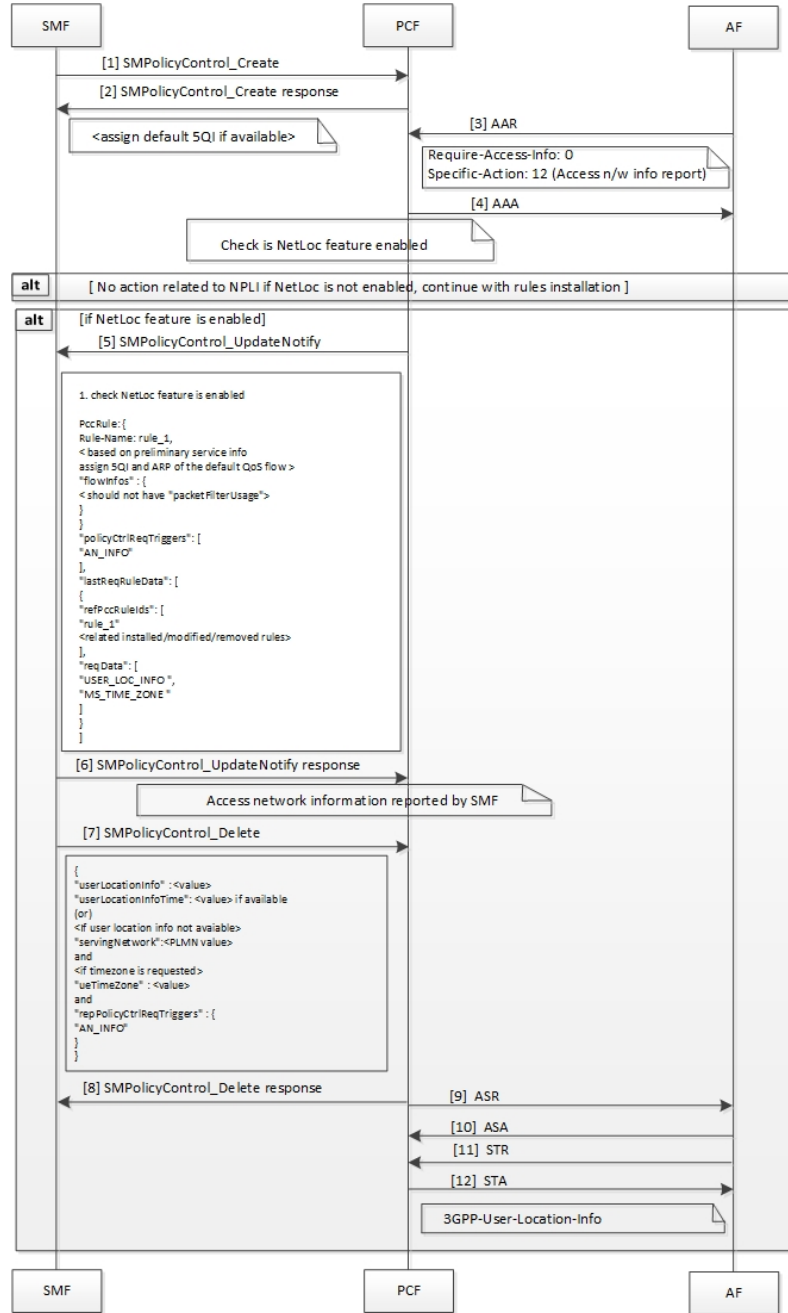 SMF
PCF
AF
[1] SMPolicyControl_Create
[2] SMPolicyControl_Create response
<assign default 5QI if available>
[3] AAR
Require-Access-Info: 0
Specific-Action: 12 (Access n/w info report)
[4] AAA
Check is NetLoc feature enabled
alt
[ No action related to NPLI if NetLoc is not enabled, continue with rules installation ]
alt
[if NetLoc feature is enabled]
[5] SMPolicyControl_UpdateNotify
1. check NetLoc feature is enabled
PccRule: {
Rule-Name: rule_1,
< based on preliminary service info
assign 5QI and ARP of the default QoS flow >
"flowInfos" : {
< should not have "packetFilterUsage">
}
}
"policyCtrlReqTriggers": [
"AN_INFO"
],
"lastReqRuleData": [
{
"refPccRuleIds": [
"rule_1"
<related installed/modified/removed rules>
],
"reqData": [
"USER_LOC_INFO ",
"MS_TIME_ZONE "
]
}
]
[6] SMPolicyControl_UpdateNotify response
Access network information reported by SMF
[7] SMPolicyControl_Delete
{
"userLocationInfo" : <value>
"userLocationInfoTime": <value> if available
(or)
<if user location info not avaiable>
"servingNetwork":<PLMN value>
and
<if timezone is requested>
"ueTimeZone" : <value>
and
"repPolicyCtrlReqTriggers" : {
"AN_INFO"
}
}
[8] SMPolicyControl_Delete response
[9] ASR
[10] ASA
[11] STR
[12] STA
3GPP-User-Location-Info
SMF
PCF
AF